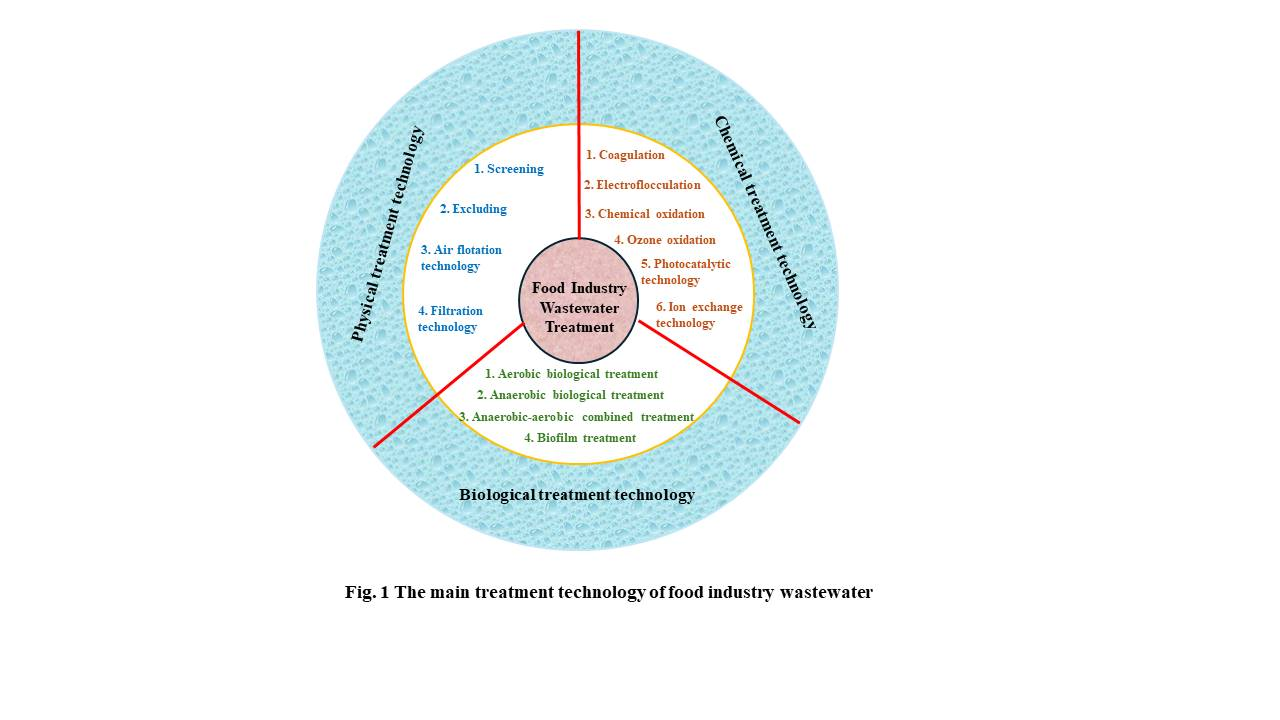 Physical treatment technology
1. Screening
2. Excluding
3. Air flotation
technology
4. Filtration
technology
Chemical treatment technology
1. Coagulation
2. Electroflocculation
3. Chemical oxidation
4. Ozone oxidation
5. Photocatalytic
technology
6. Ion exchange
technology
Food Industry
Wastewater
Treatment
1. Aerobic biological treatment
2. Anaerobic biological treatment
3. Anaerobic-aerobic combined treatment
4. Biofilm treatment
Biological treatment technology
Fig. 1 The main treatment technology of food industry wastewater